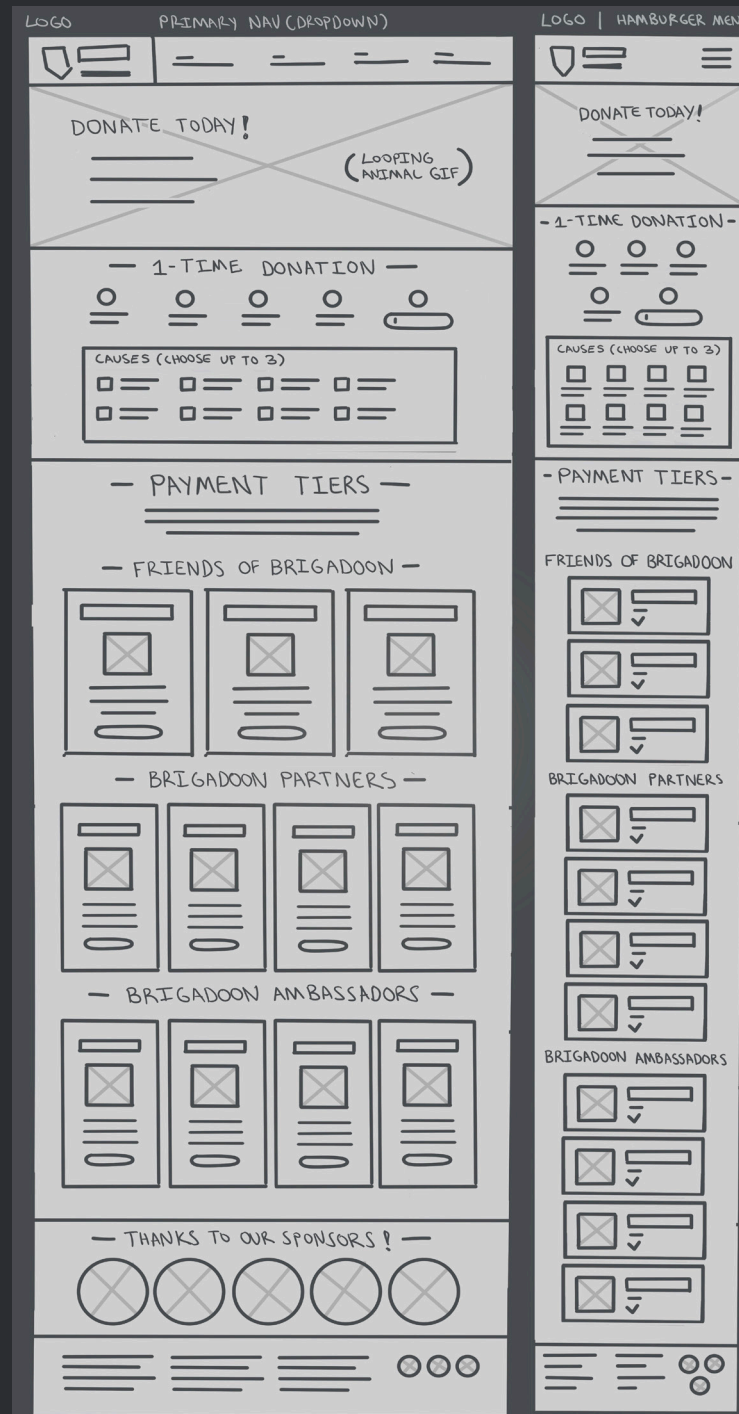 LOGO
PRIMARY NAV (DROPDOWN)
DONATE TODAY!
(LOOPING
ANIMAL GIF)
- 1-TIME DONATION -
CAUSES (CHOOSE UP TO 3)
- PAYMENT TIERS -
- FRIENDS OF BRIGADOON -
- BRIGADOON PARTNERS -
- BRIGADOON AMBASSADORS -
- THANKS TO OUR SPONSORS! -
LOGO | HAMBURGER MEN
DONATE TODAY!
- 1-TIME DONATION -
CAUSES (CHOOSE UP TO 3)
- PAYMENT TIERS -
FRIENDS OF BRIGADOON
BRIGADOON PARTNERS
BRIGADOON AMBASSADORS